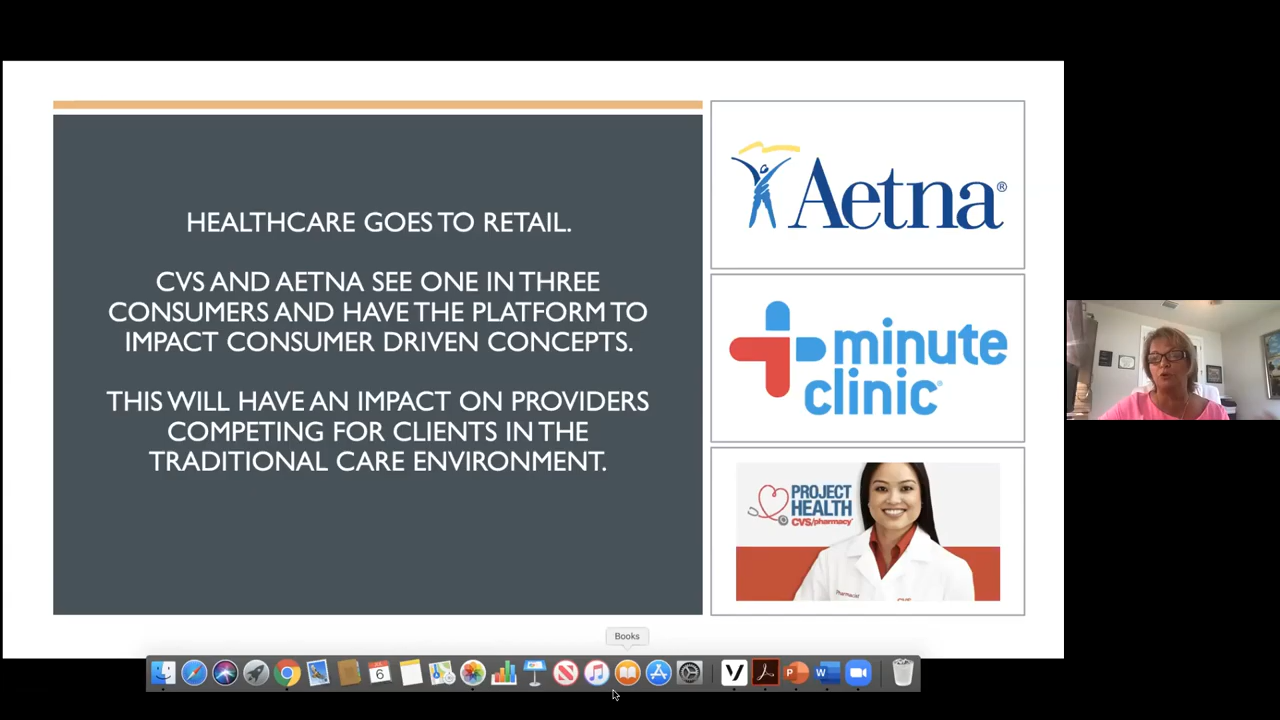 HEALTHCARE GOES TO RETAIL.
CVS AND AETNA SEE ONE IN THREE
CONSUMERS AND HAVE THE PLATFORM TO
IMPACT CONSUMER DRIVEN CONCEPTS.
THIS WILL HAVE AN IMPACT ON PROVIDERS
COMPETING FOR CLIENTS IN THE
TRADITIONAL CARE ENVIRONMENT.
Aetna®
minute
clinic®
PROJECT
HEALTH
CVS/pharmacy
Pharmacist
Books
6